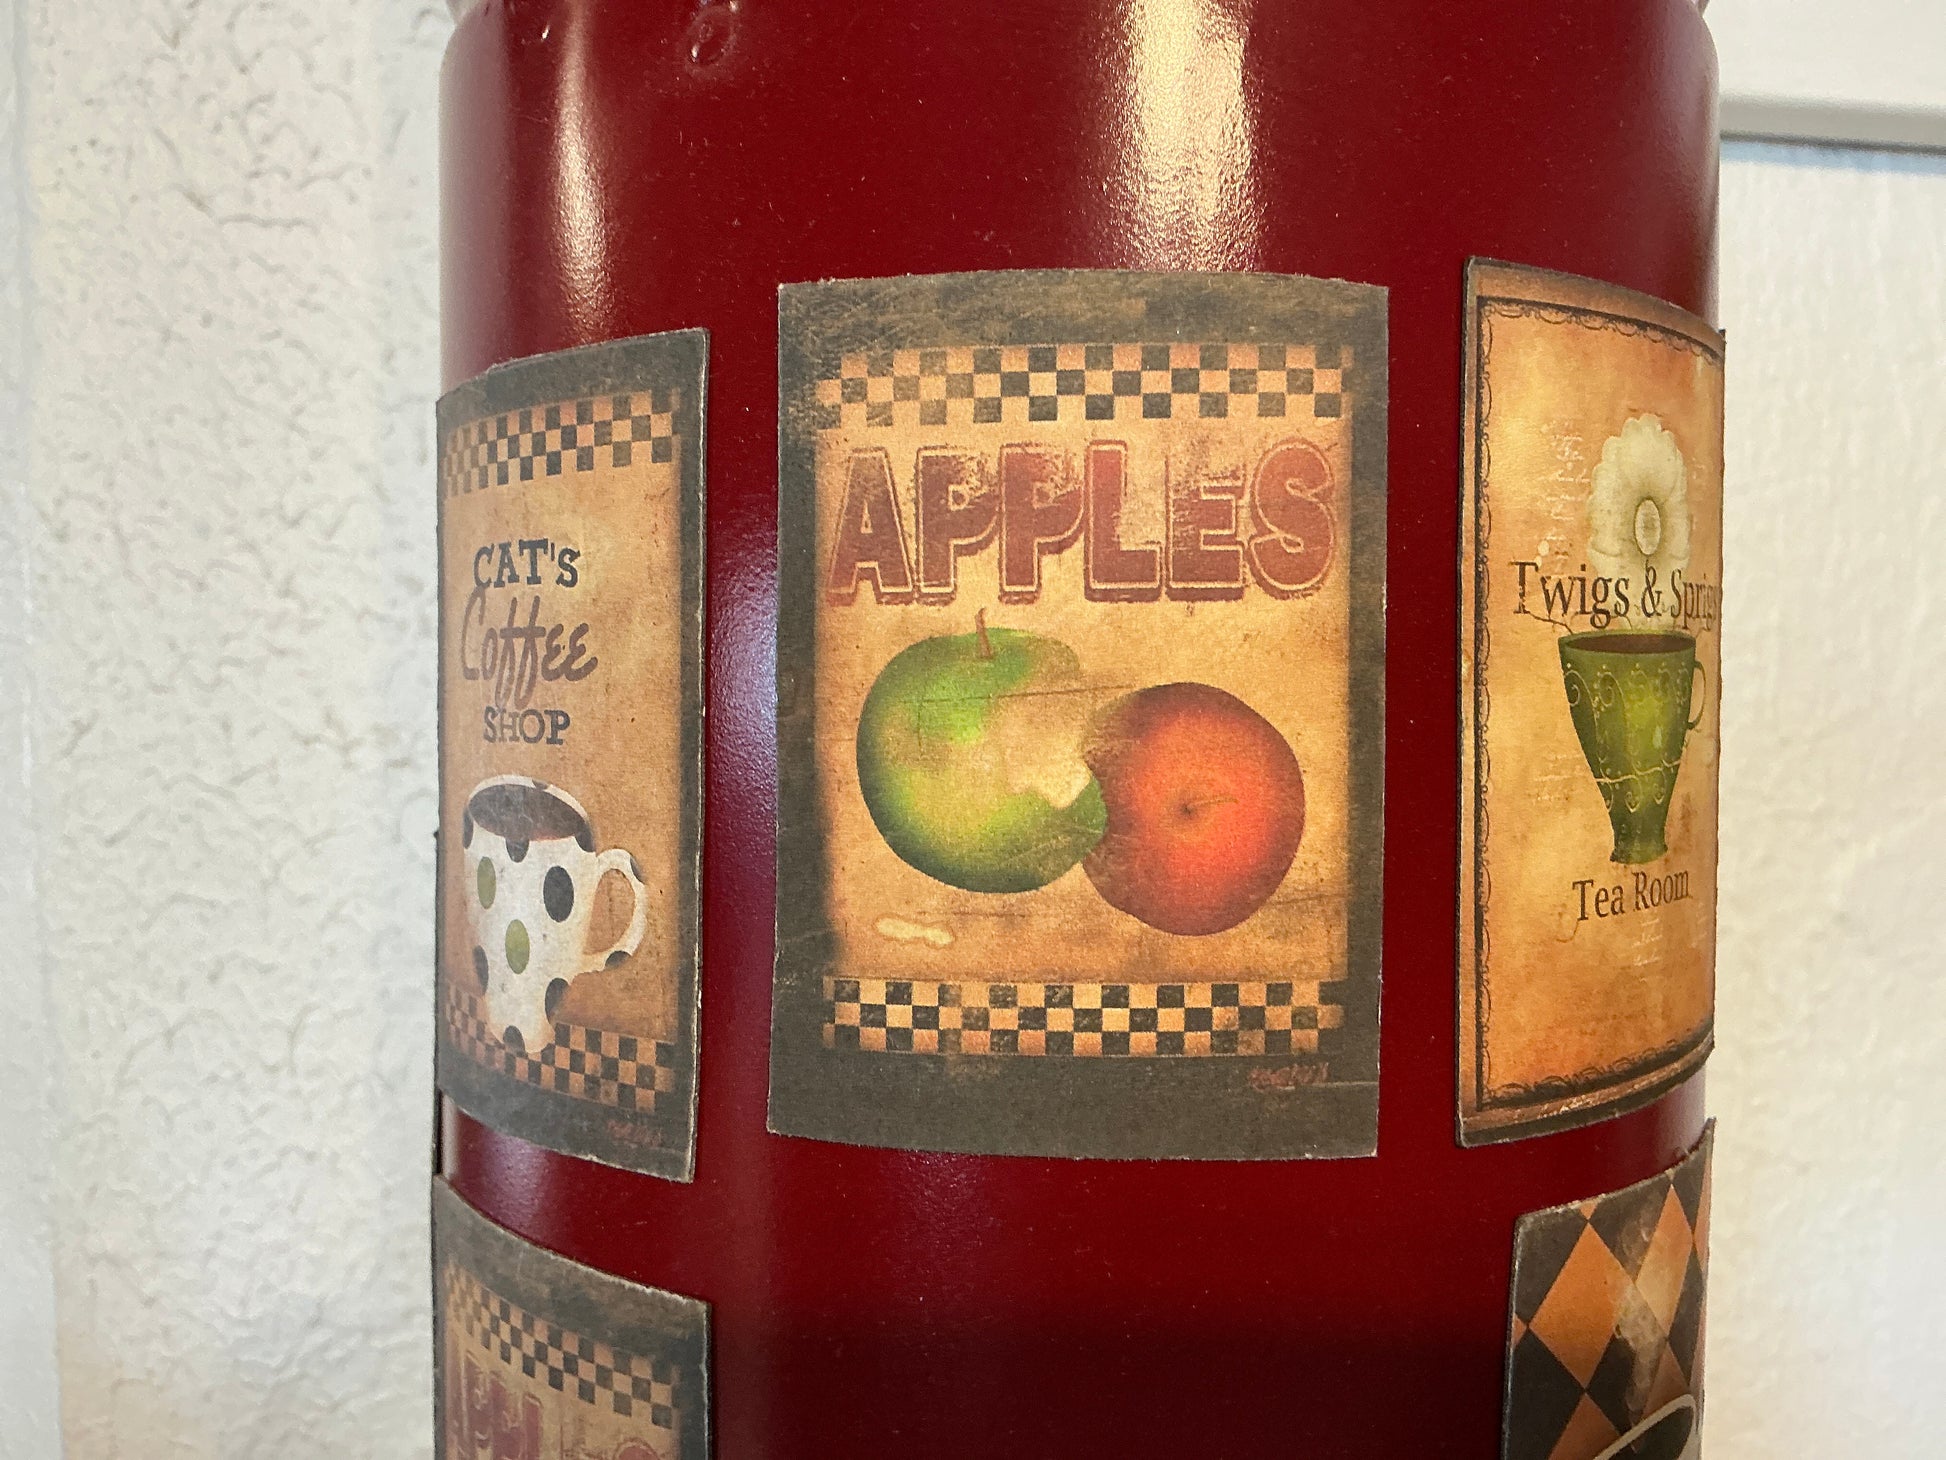 CAT'S
Coffee
SHOP
APPLES
Twigs & Sprigs
Tea Room